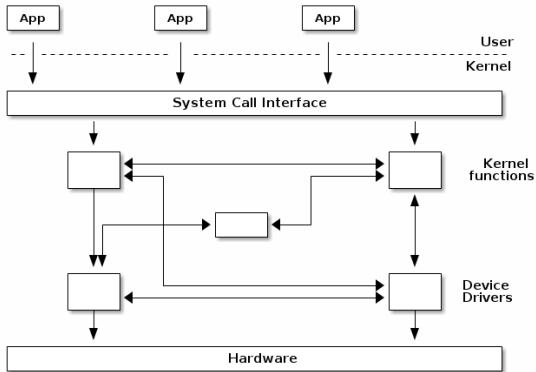 App
App
App
User
Kernel
System Call Interface
Kernel
functions
Device
Drivers
Hardware